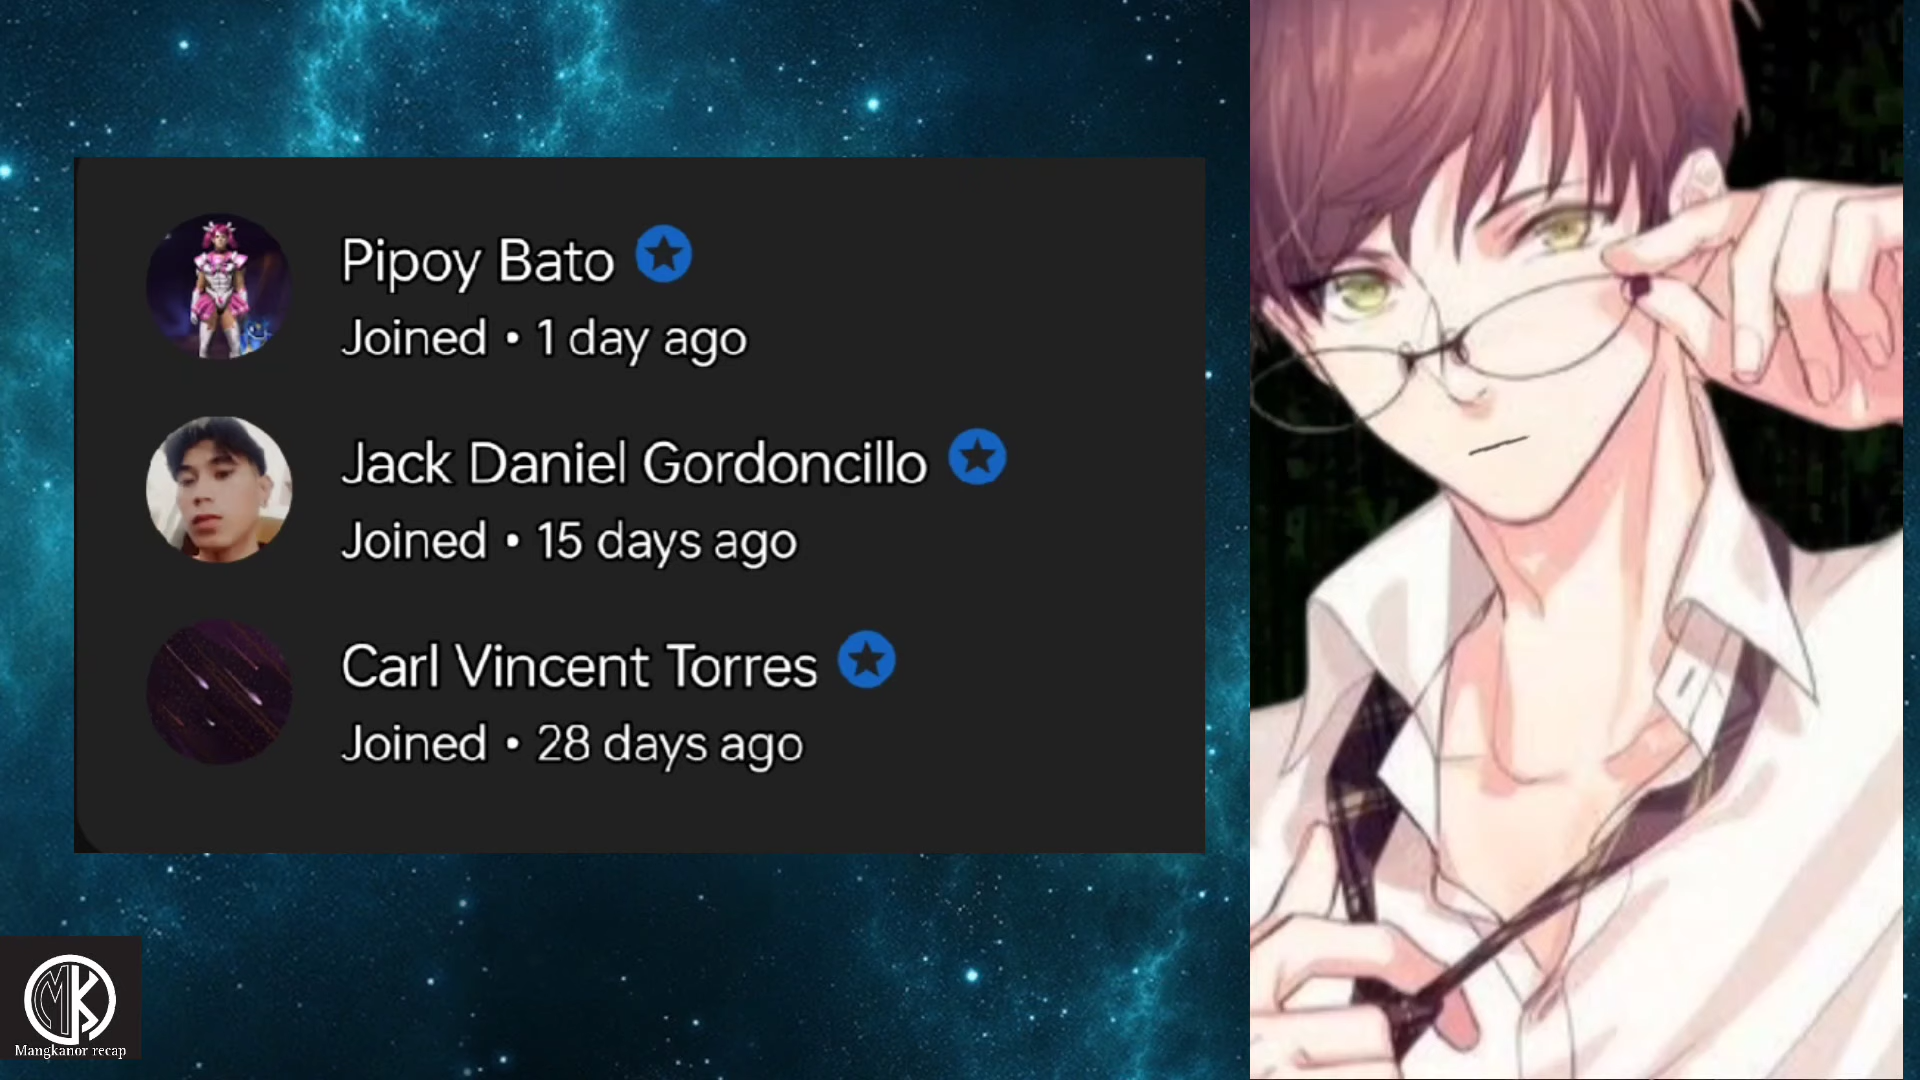 Pipoy Bato
Joined • 1 day ago
Jack Daniel Gordoncillo
Joined • 15 days ago
Carl Vincent Torres
Joined • 28 days ago
MK
Mangkanor recap